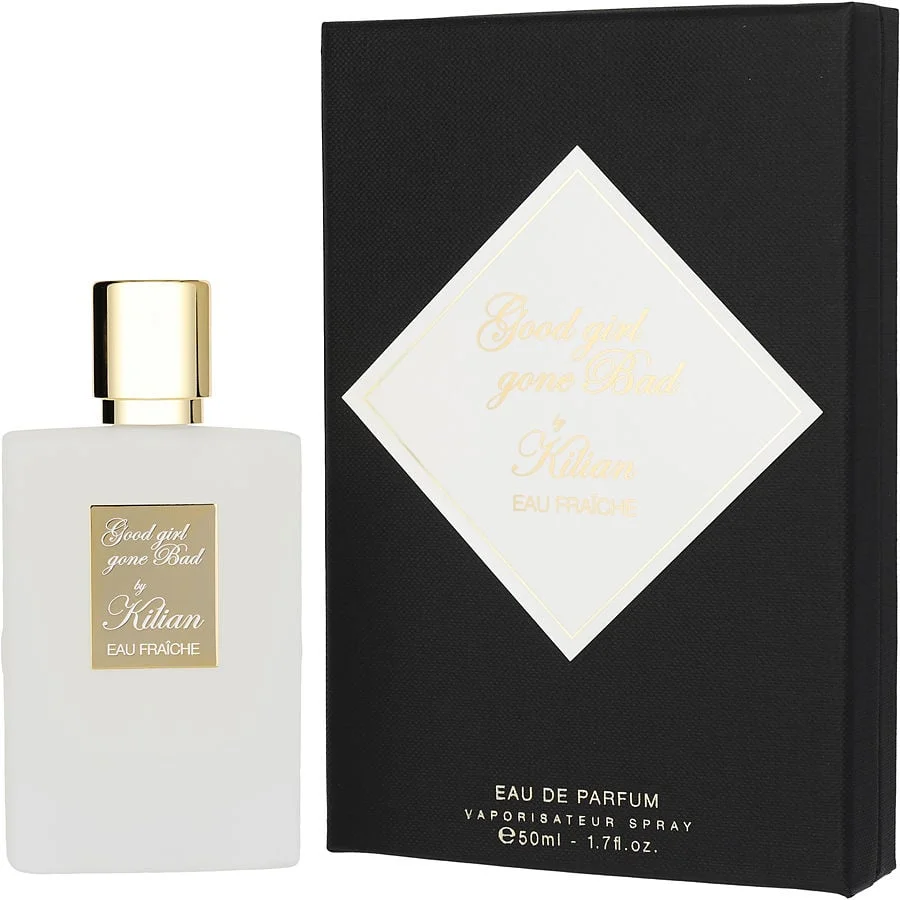 Good girl
gone Bad
by
Kilian
EAU FRAÎCHE
Good girl
gone Bad
by
Kilian
EAU FRAÎCHE
EAU DE PARFUM
VAPORISATEUR SPRAY
℮50ml - 1.7fl.oz.